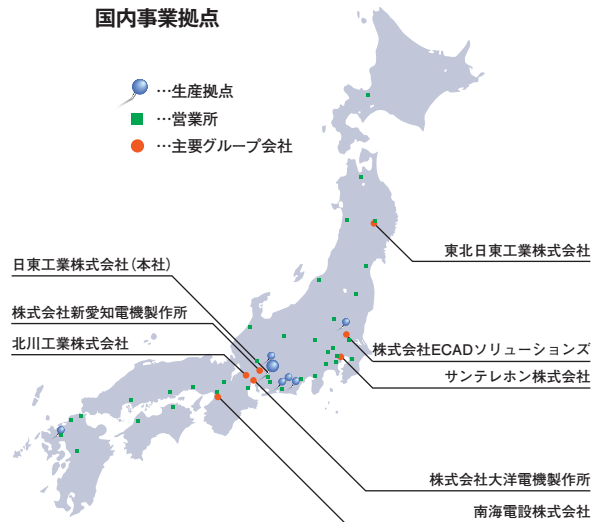 国内事業拠点
…生産拠点
…営業所
…主要グループ会社
東北日東工業株式会社
日東工業株式会社(本社)
株式会社新愛知電機製作所
北川工業株式会社
株式会社ECADソリューションズ
サンテレホン株式会社
株式会社大洋電機製作所
南海電設株式会社